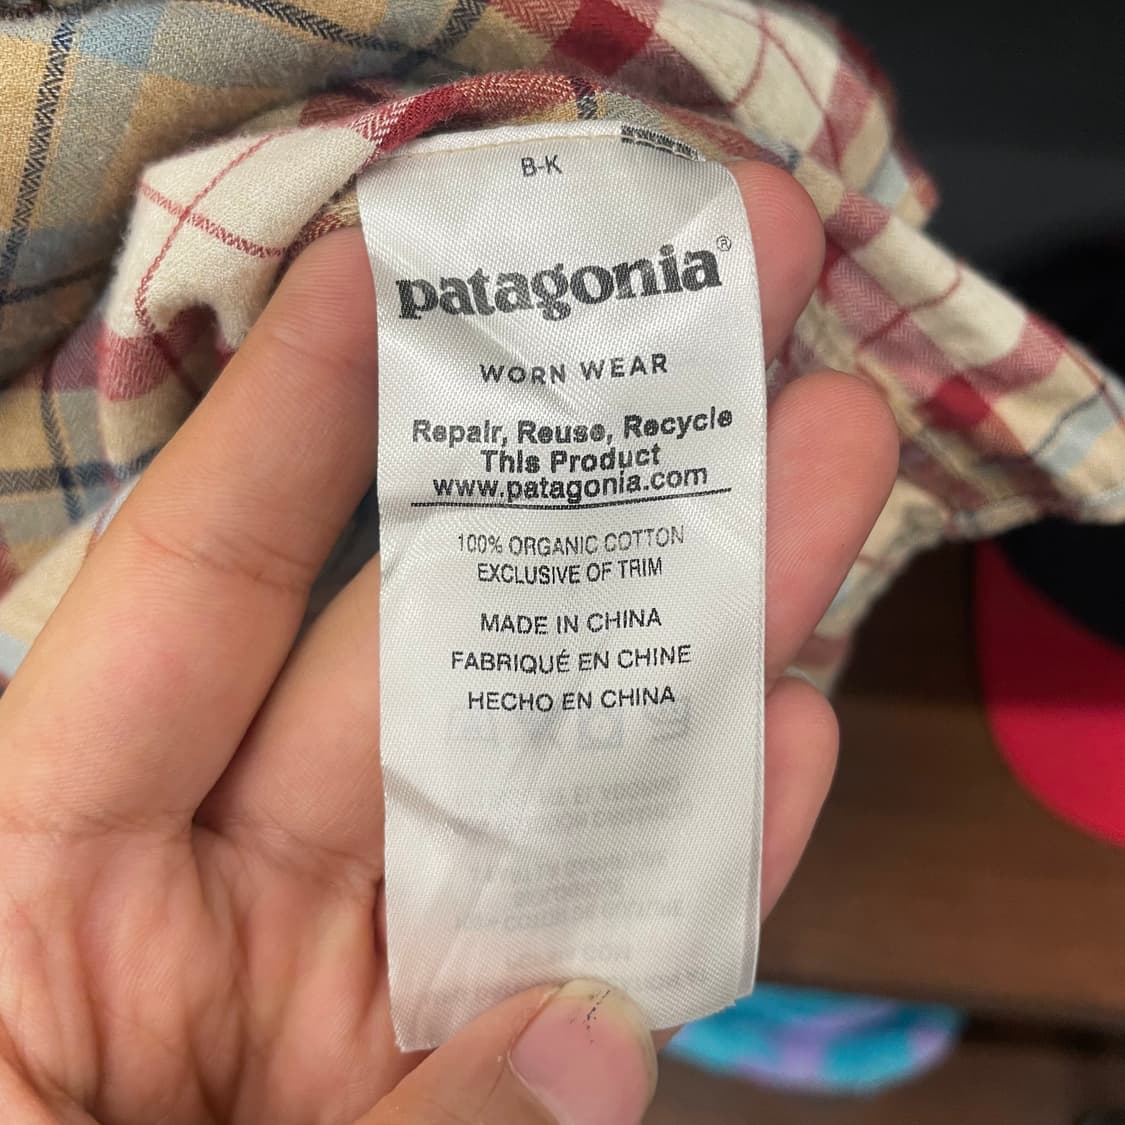 B-K
patagonia®
WORN WEAR
Repair, Reuse, Recycle
This Product
www.patagonia.com
100% ORGANIC COTTON
EXCLUSIVE OF TRIM
MADE IN CHINA
FABRIQUÉ EN CHINE
HECHO EN CHINA